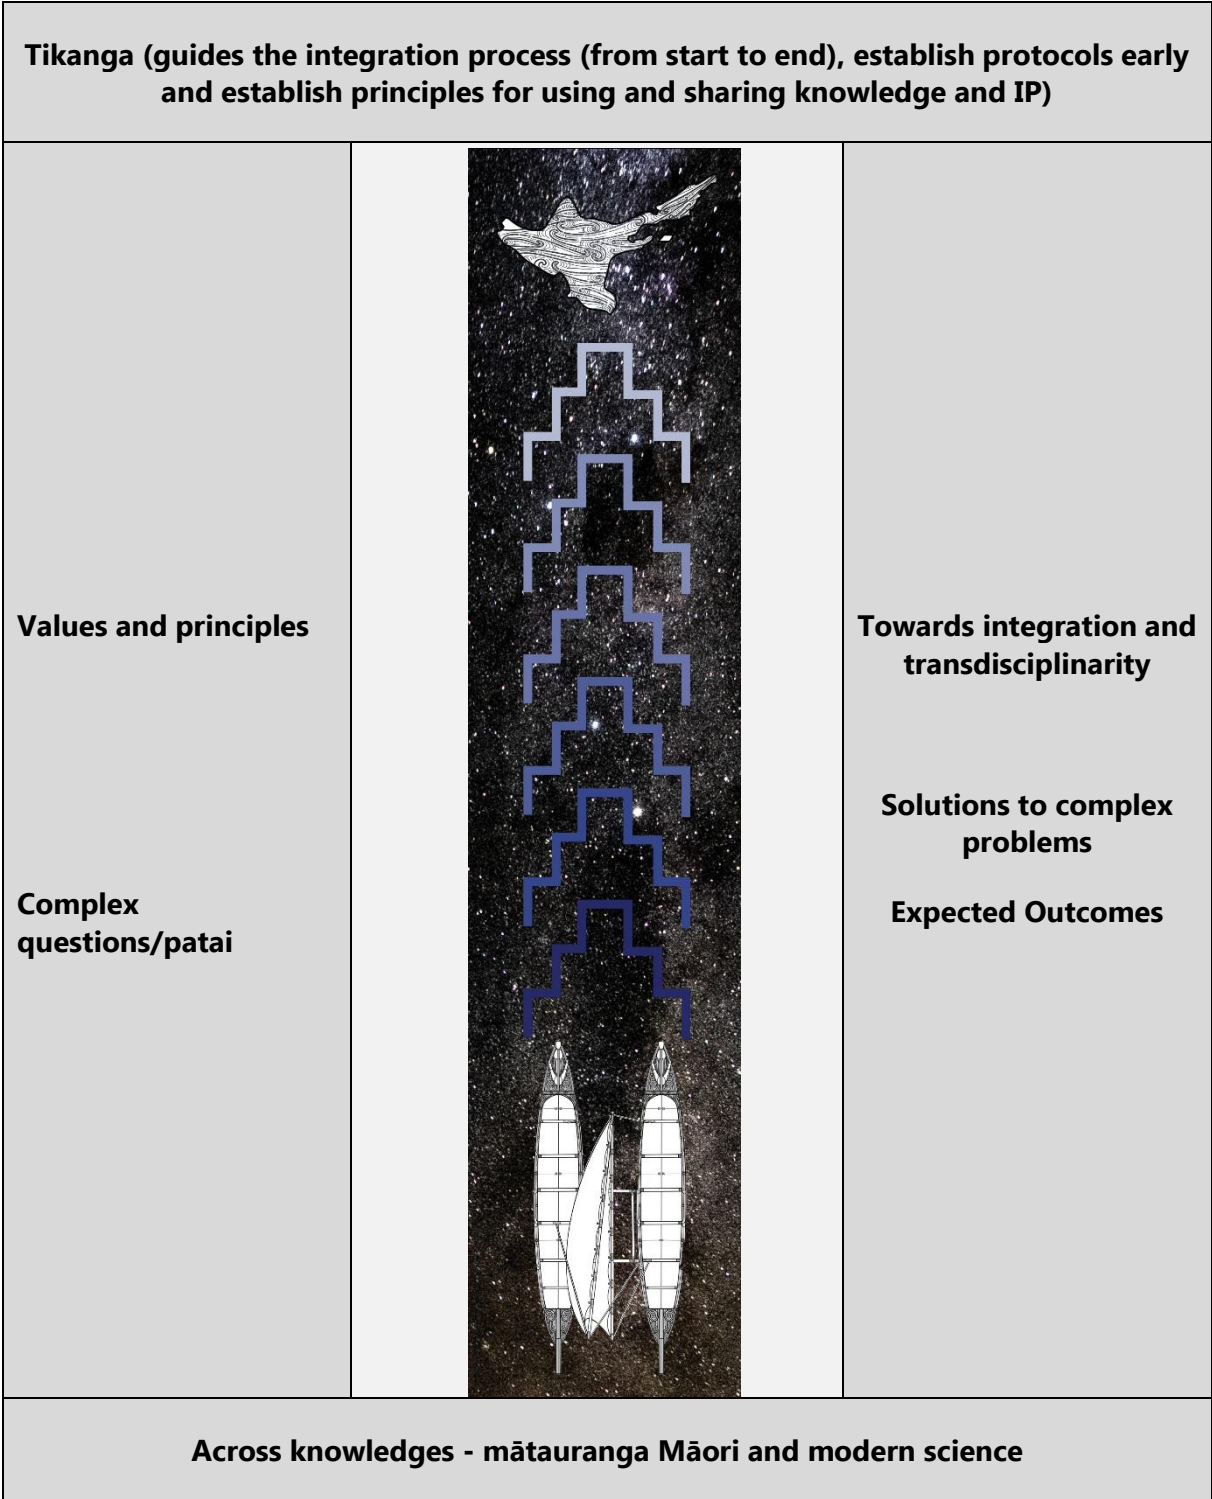 Tikanga (guides the integration process (from start to end), establish protocols early
and establish principles for using and sharing knowledge and IP)
Values and principles
Complex
questions/patai
Towards integration and
transdisciplinarity
Solutions to complex
problems
Expected Outcomes
Across knowledges - mātauranga Māori and modern science